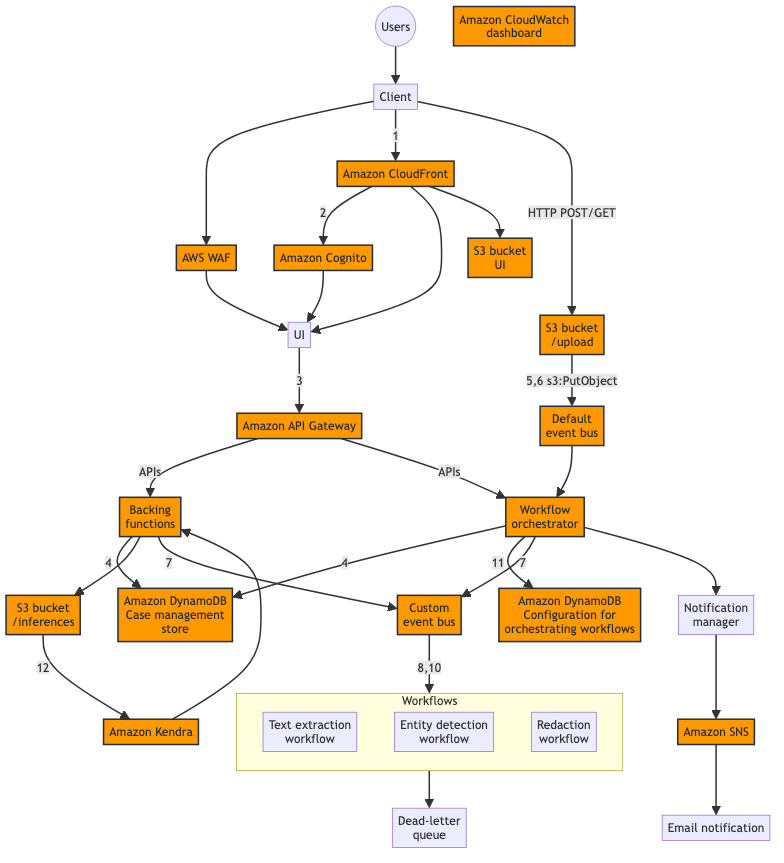 Users
Amazon CloudWatch
dashboard
Client
1
Amazon CloudFront
2
HTTP POST/GET
AWS WAF
Amazon Cognito
S3 bucket
UI
UI
S3 bucket
/upload
3
5,6 s3:PutObject
Amazon API Gateway
Default
event bus
APIs
APIs
Backing
functions
Workflow
orchestrator
4
7
4
11
7
S3 bucket
/inferences
Amazon DynamoDB
Case management
store
Custom
event bus
Amazon DynamoDB
Configuration for
orchestrating workflows
Notification
manager
12
8,10
Amazon Kendra
Workflows
Text extraction
workflow
Entity detection
workflow
Redaction
workflow
Amazon SNS
Dead-letter
queue
Email notification